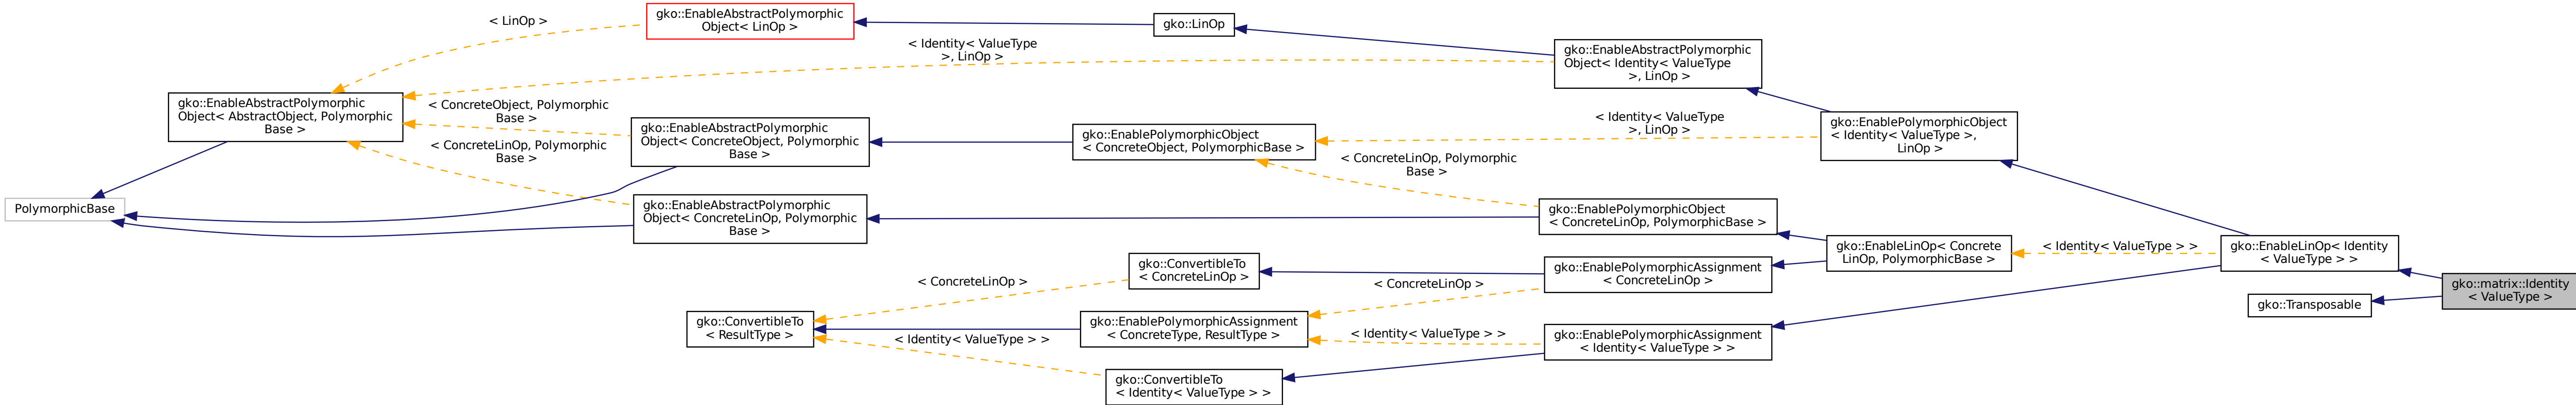 gko::EnableAbstractPolymorphic
Object< LinOp >
< LinOp >
gko::LinOp
< Identity< ValueType
>, LinOp >
gko::EnableAbstractPolymorphic
Object< Identity< ValueType
>, LinOp >
gko::EnableAbstractPolymorphic
Object< AbstractObject, Polymorphic
Base >
< ConcreteObject, Polymorphic
Base >
gko::EnableAbstractPolymorphic
Object< ConcreteObject, Polymorphic
Base >
gko::EnablePolymorphicObject
< ConcreteObject, PolymorphicBase >
< Identity< ValueType
>, LinOp >
gko::EnablePolymorphicObject
< Identity< ValueType >,
LinOp >
< ConcreteLinOp, Polymorphic
Base >
< ConcreteLinOp, Polymorphic
Base >
PolymorphicBase
gko::EnableAbstractPolymorphic
Object< ConcreteLinOp, Polymorphic
Base >
gko::EnablePolymorphicObject
< ConcreteLinOp, PolymorphicBase >
gko::EnableLinOp< Concrete
LinOp, PolymorphicBase >
< Identity< ValueType > >
gko::EnableLinOp< Identity
< ValueType > >
gko::ConvertibleTo
< ConcreteLinOp >
gko::EnablePolymorphicAssignment
< ConcreteLinOp >
< ConcreteLinOp >
< ConcreteLinOp >
gko::matrix::Identity
< ValueType >
gko::Transposable
gko::ConvertibleTo
< ResultType >
gko::EnablePolymorphicAssignment
< ConcreteType, ResultType >
< Identity< ValueType > >
gko::EnablePolymorphicAssignment
< Identity< ValueType > >
< Identity< ValueType > >
gko::ConvertibleTo
< Identity< ValueType > >